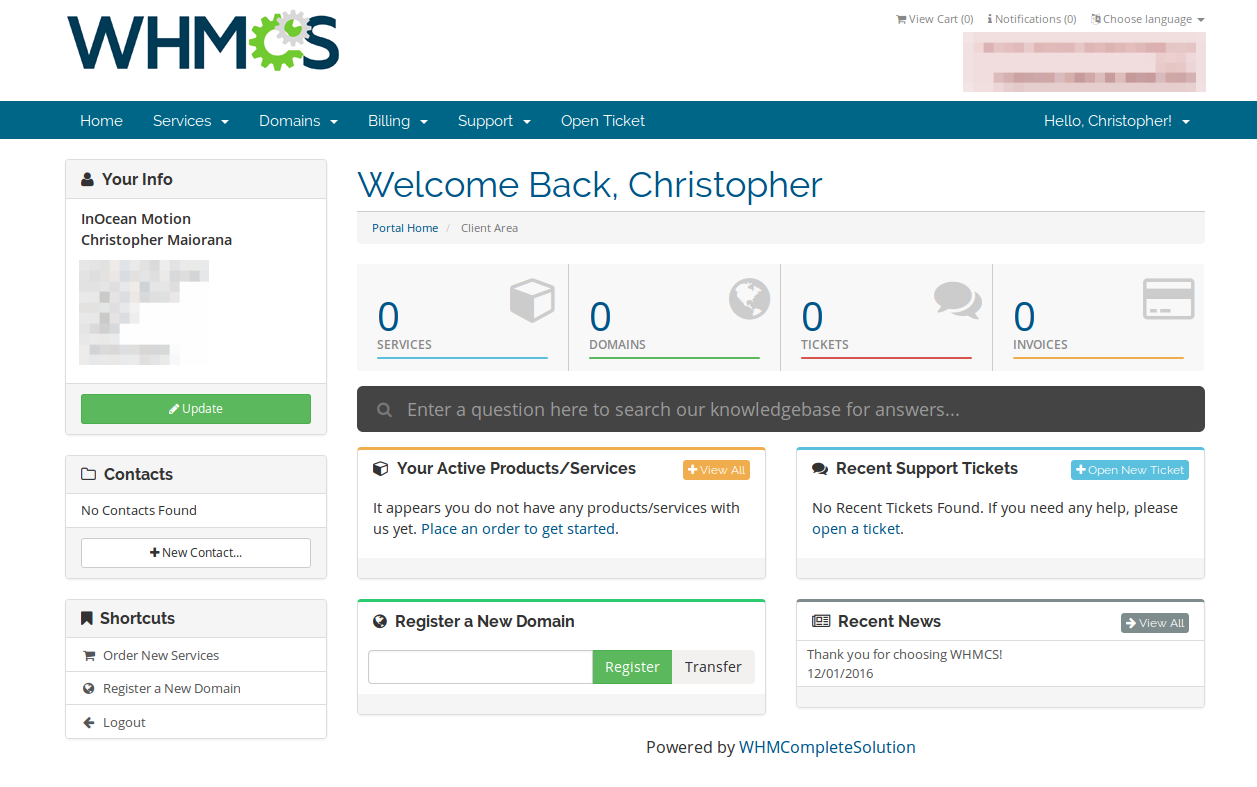 WHMCS
View Cart (0) Notifications (0) Choose language
Home Services Domains Billing Support Open Ticket Hello, Christopher!
Your Info
InOcean Motion
Christopher Maiorana
Update
Contacts
No Contacts Found
New Contact...
Shortcuts
Order New Services
Register a New Domain
Logout
Welcome Back, Christopher
Portal Home / Client Area
0
SERVICES
0
DOMAINS
0
TICKETS
0
INVOICES
Enter a question here to search our knowledgebase for answers...
Your Active Products/Services View All
It appears you do not have any products/services with
us yet. Place an order to get started.
Recent Support Tickets Open New Ticket
No Recent Tickets Found. If you need any help, please
open a ticket.
Register a New Domain
Register Transfer
Recent News View All
Thank you for choosing WHMCS!
12/01/2016
Powered by WHMCompleteSolution